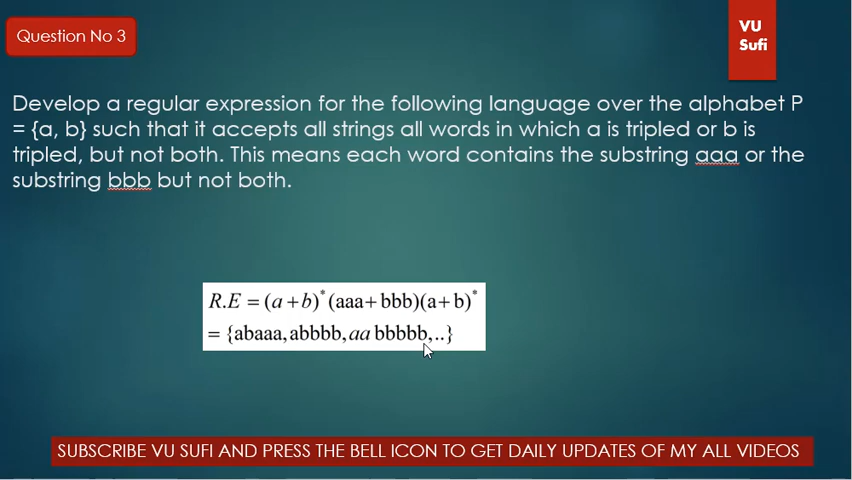 Question No 3
VU
Sufi
Develop a regular expression for the following language over the alphabet P
= {a, b} such that it accepts all strings all words in which a is tripled or b is
tripled, but not both. This means each word contains the substring aaa or the
substring bbb but not both.
R.E = (a + b)* (aaa + bbb)(a + b)*
= {abaaa, abbbb, aa bbbbb,..}
SUBSCRIBE VU SUFI AND PRESS THE BELL ICON TO GET DAILY UPDATES OF MY ALL VIDEOS